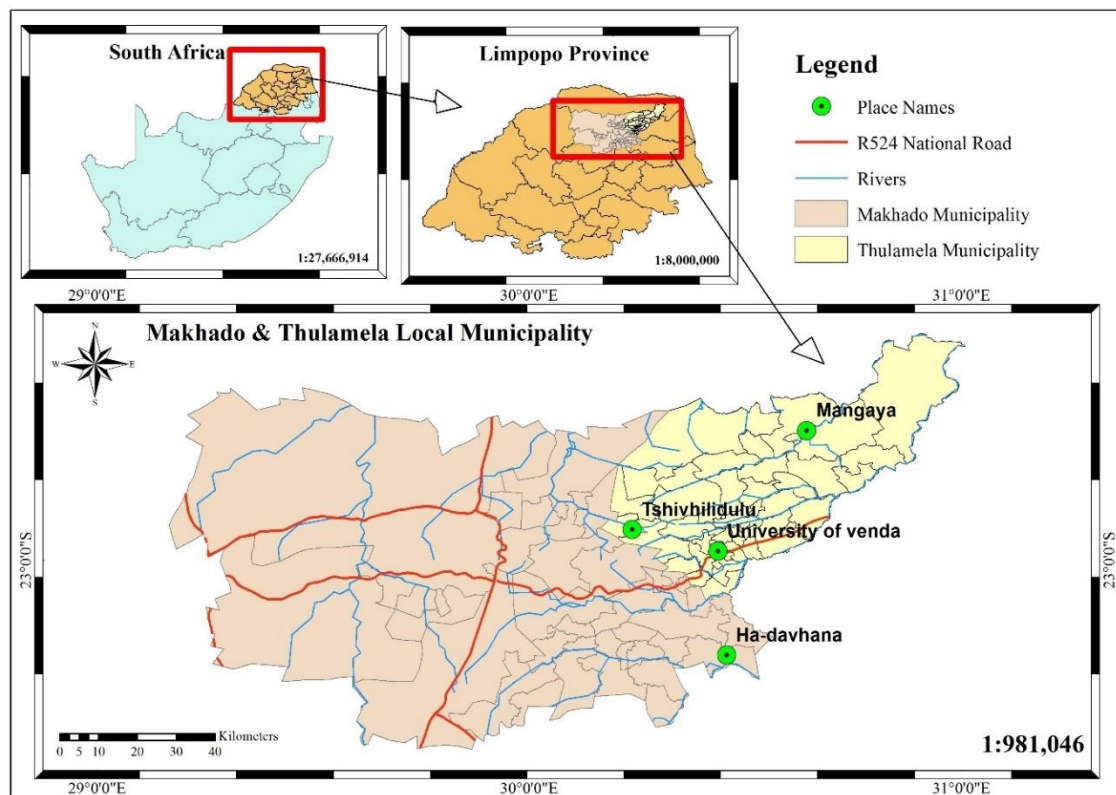 South Africa
1:27,666,914
Limpopo Province
1:8,000,000
Legend
Place Names
R524 National Road
Rivers
Makhado Municipality
Thulamela Municipality
29°0'0"E
30°0'0"E
31°0'0"E
Makhado & Thulamela Local Municipality
N
W
E
S
Mangaya
Tshivhilidulu
University of venda
23°0'0"S
23°0'0"S
Ha-davhana
Kilometers
0 5 10 20 30 40
1:981,046
29°0'0"E
30°0'0"E
31°0'0"E